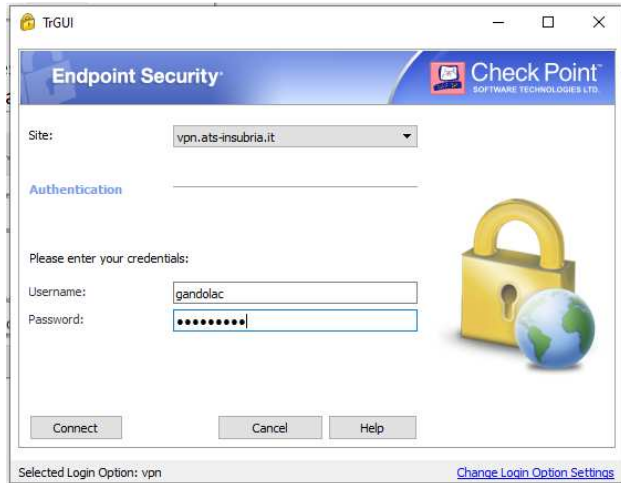 TrGUI
Endpoint Security
Check Point
SOFTWARE TECHNOLOGIES LTD.
Site:
vpn.ats-insubria.it
Authentication
Please enter your credentials:
Username:
gandolac
Password:
•••••••••
Connect
Cancel
Help
Selected Login Option: vpn
Change Login Option Settings